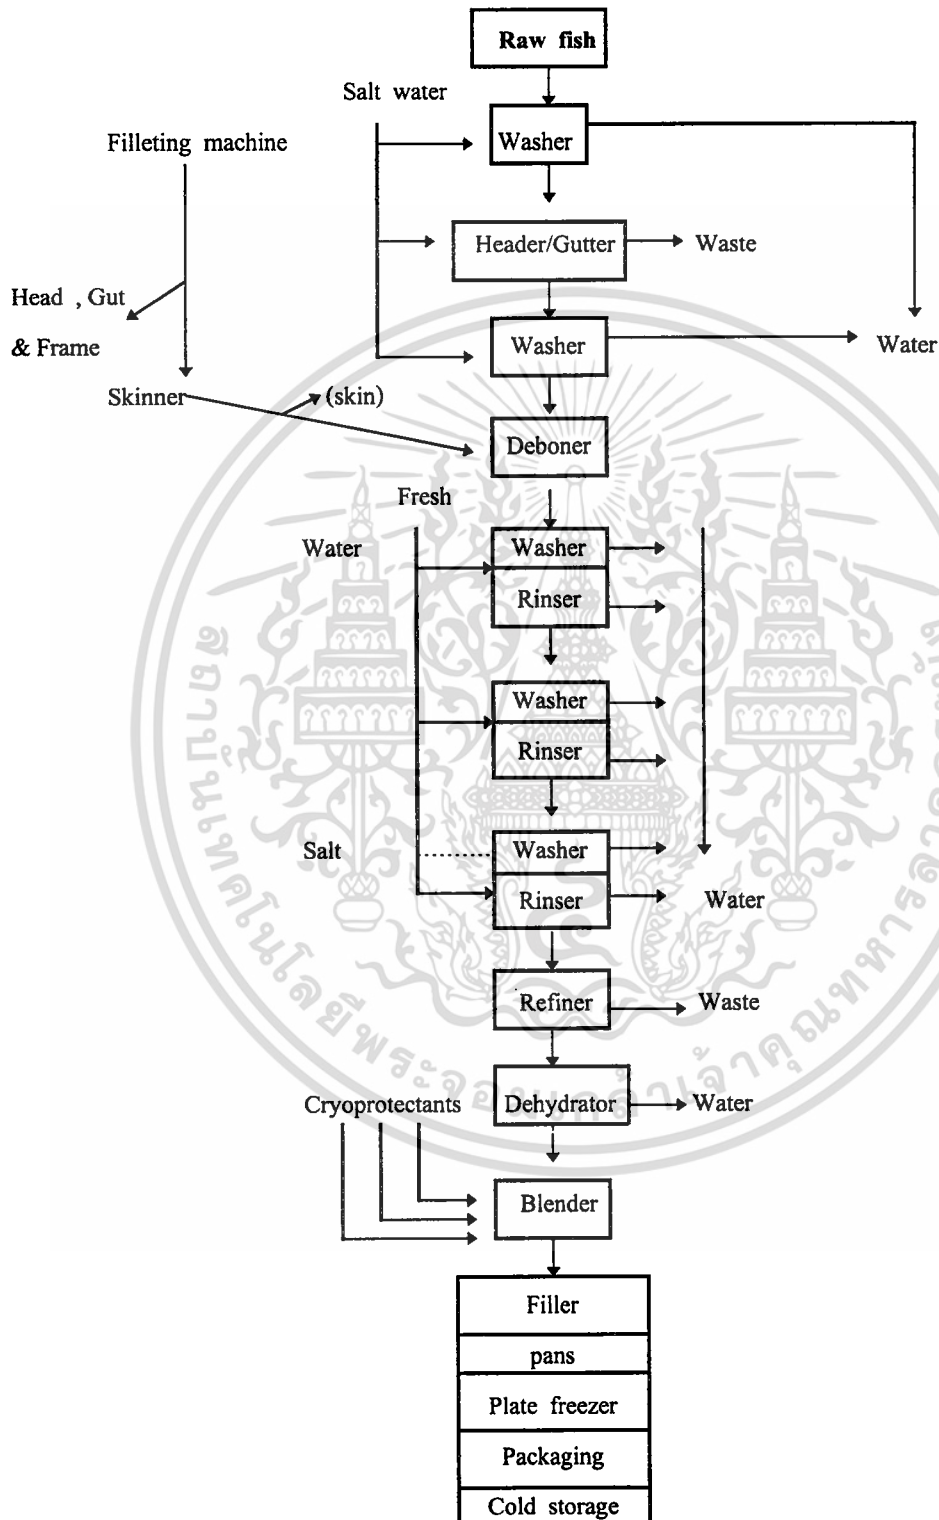 Raw fish
Salt water
Washer
Filleting machine
Header/Gutter
Waste
Head , Gut
& Frame
Washer
Water
Skinner
(skin)
Deboner
Fresh
Water
Washer
Rinser
Washer
Rinser
Salt
Washer
Rinser
Water
Refiner
Waste
Cryoprotectants
Dehydrator
Water
Blender
Filler
pans
Plate freezer
Packaging
Cold storage